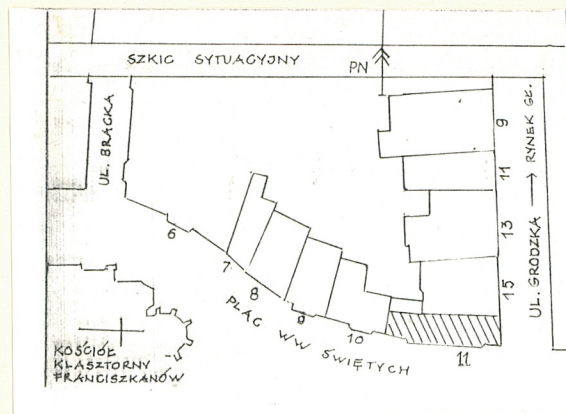 SZKIC SYTUACYJNY
PN
UL. BRACKA
9
11
13
15
UL. GRODZKA → RYNEK GŁ.
6
7
8
9
10
11
PLAC WW ŚWIĘTYCH
KOŚCIÓŁ
KLASZTORNY
FRANCISZKANÓW